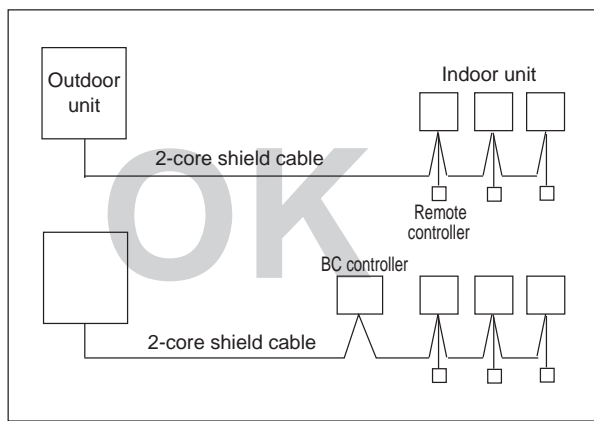 Outdoor
unit
Indoor unit
2-core shield cable
OK
Remote
controller
BC controller
2-core shield cable